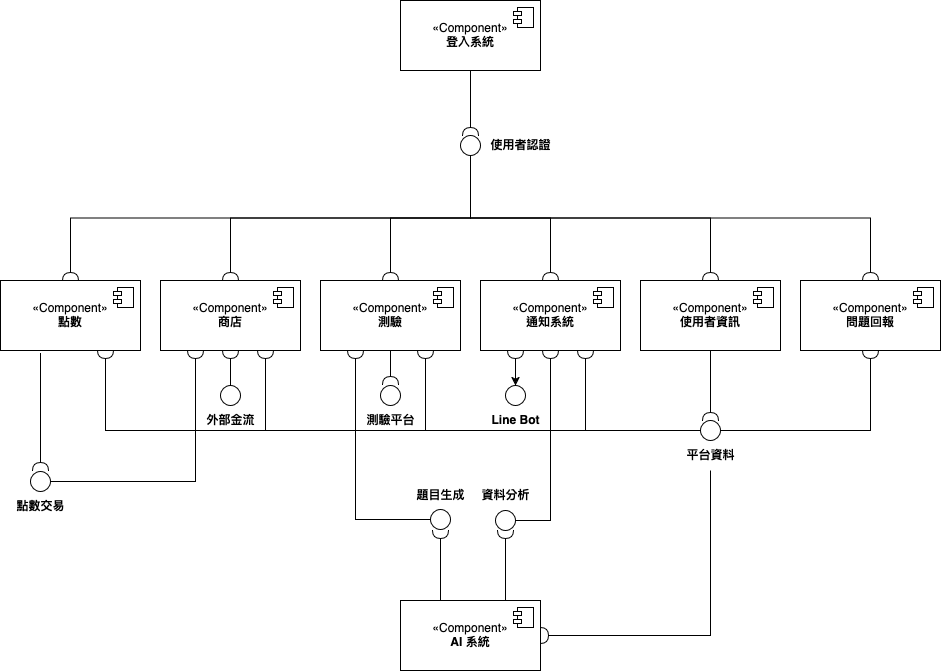 «Component»
登入系統
使用者認證
«Component»
點數
«Component»
商店
«Component»
測驗
«Component»
通知系統
«Component»
使用者資訊
«Component»
問題回報
外部金流
測驗平台
Line Bot
平台資料
題目生成
資料分析
點數交易
«Component»
AI 系統